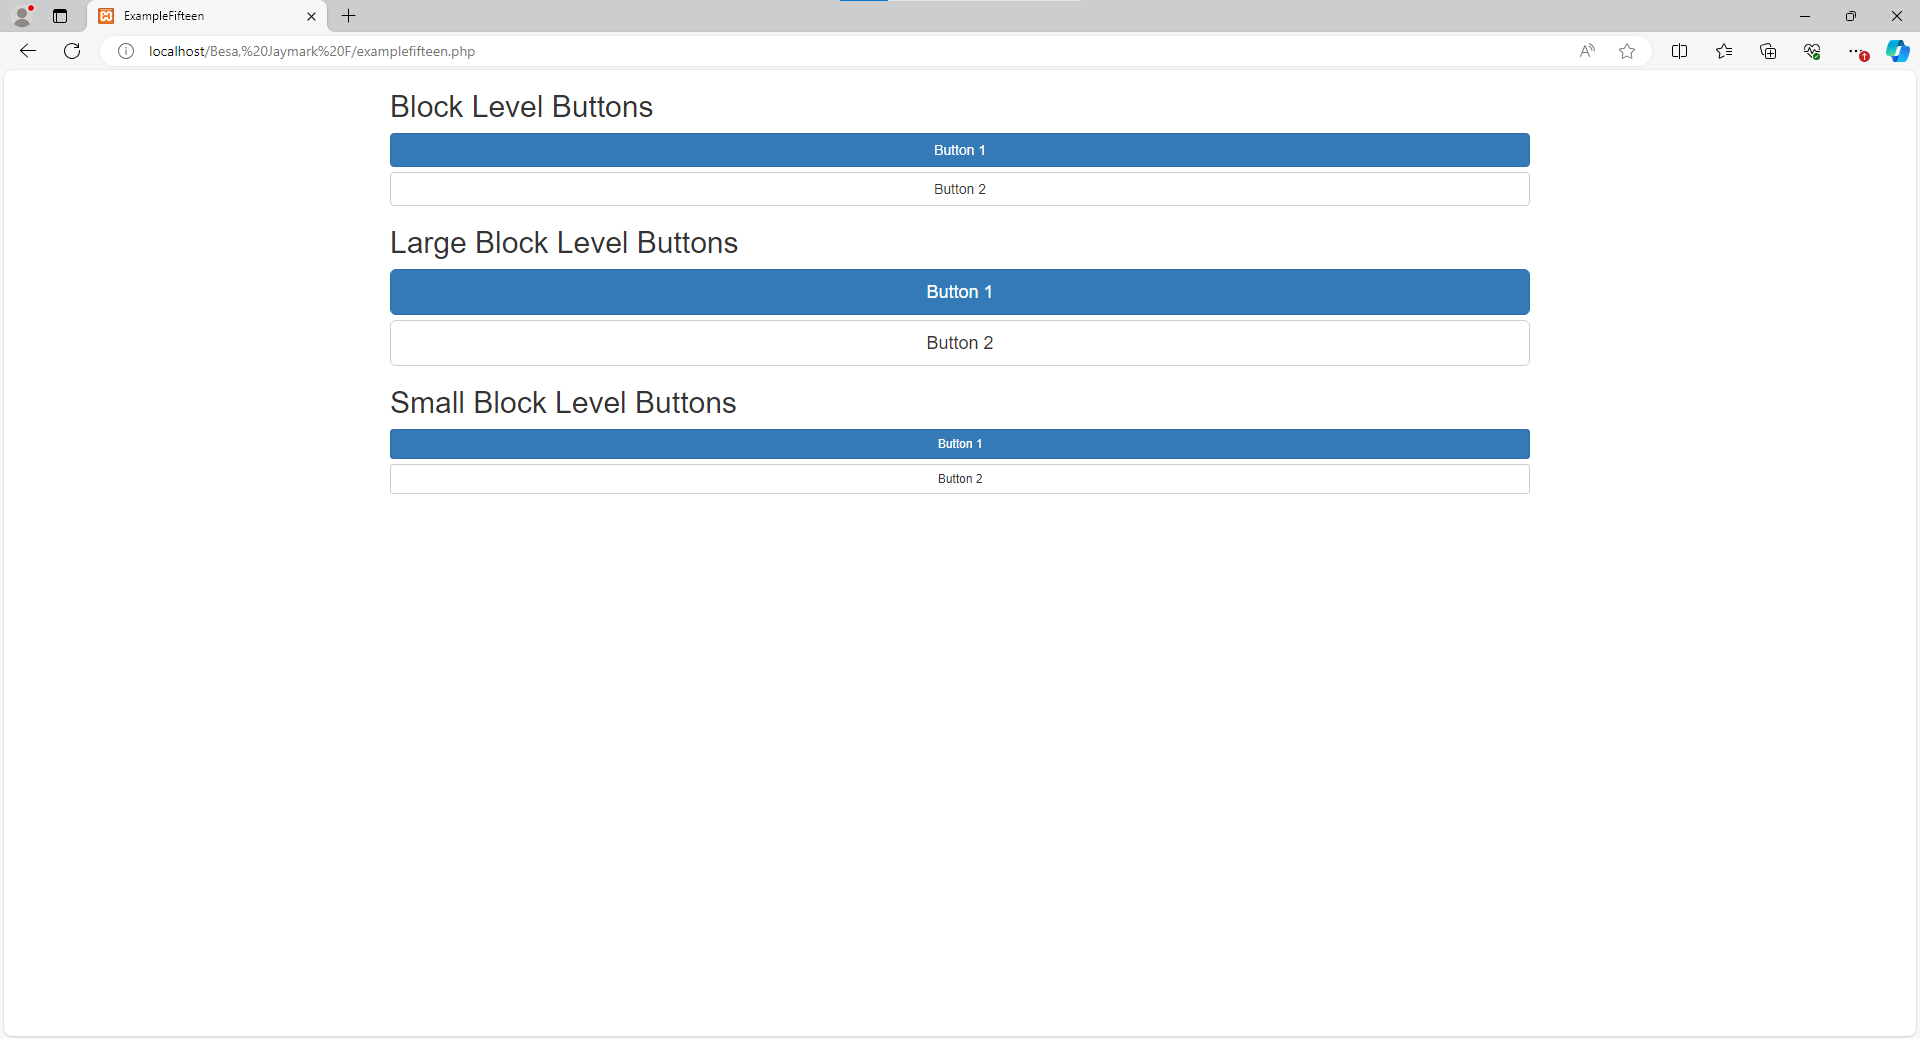 ExampleFifteen
localhost/Besa,%20Jaymark%20F/examplefifteen.php
Block Level Buttons
Button 1
Button 2
Large Block Level Buttons
Button 1
Button 2
Small Block Level Buttons
Button 1
Button 2